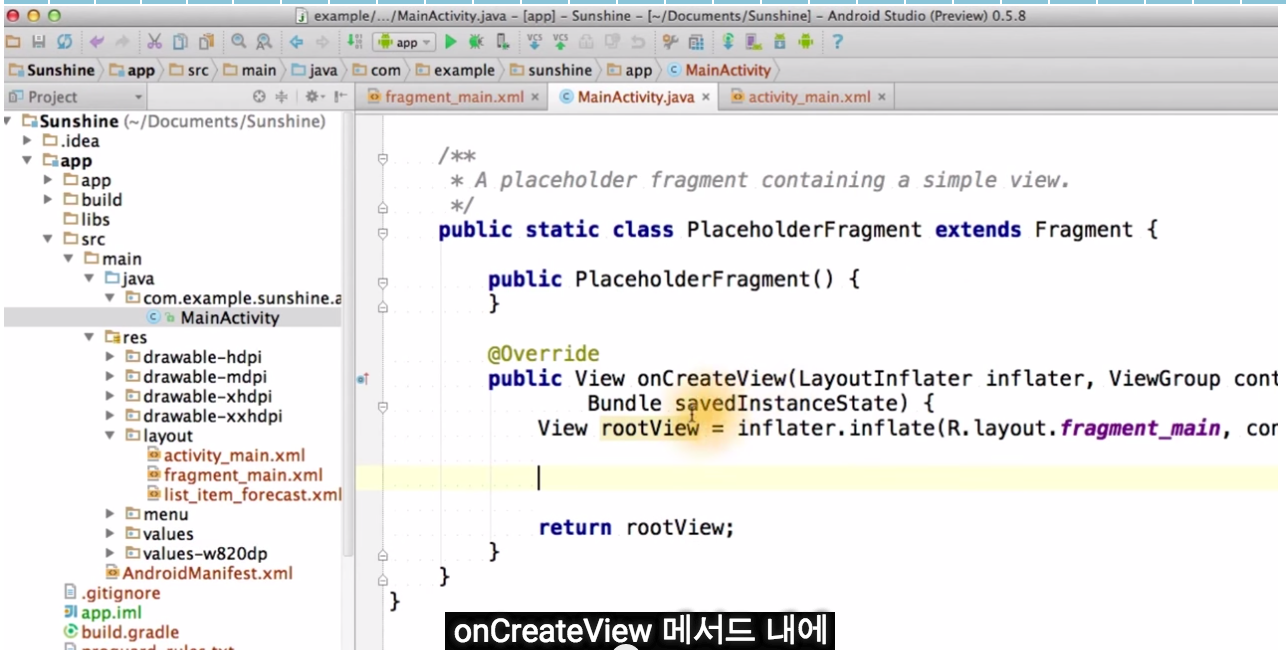 example/.../MainActivity.java - [app] - Sunshine - [~/Documents/Sunshine] - Android Studio (Preview) 0.5.8
app
Sunshine app src main java com example sunshine app MainActivity
Project
fragment_main.xml MainActivity.java activity_main.xml
Sunshine (~/Documents/Sunshine)
.idea
app
app
build
libs
src
main
java
com.example.sunshine.a
MainActivity
res
drawable-hdpi
drawable-mdpi
drawable-xhdpi
drawable-xxhdpi
layout
activity_main.xml
fragment_main.xml
list_item_forecast.xml
menu
values
values-w820dp
AndroidManifest.xml
.gitignore
app.iml
build.gradle
/**
* A placeholder fragment containing a simple view.
*/
public static class PlaceholderFragment extends Fragment {
public PlaceholderFragment() {
}
@Override
public View onCreateView(LayoutInflater inflater, ViewGroup cont
Bundle savedInstanceState) {
View rootView = inflater.inflate(R.layout.fragment_main, con
return rootView;
}
}
}
onCreateView 메서드 내에